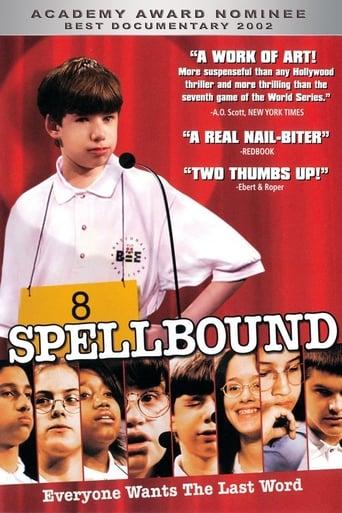 ACADEMY AWARD NOMINEE
BEST DOCUMENTARY 2002
"A WORK OF ART!
More suspenseful than any Hollywood
thriller and more thrilling than the
seventh game of the World Series."
-A.O. Scott, NEW YORK TIMES
"A REAL NAIL-BITER"
-REDBOOK
"TWO THUMBS UP!"
-Ebert & Roper
BEE
8
SPELLBOUND
Everyone Wants The Last Word